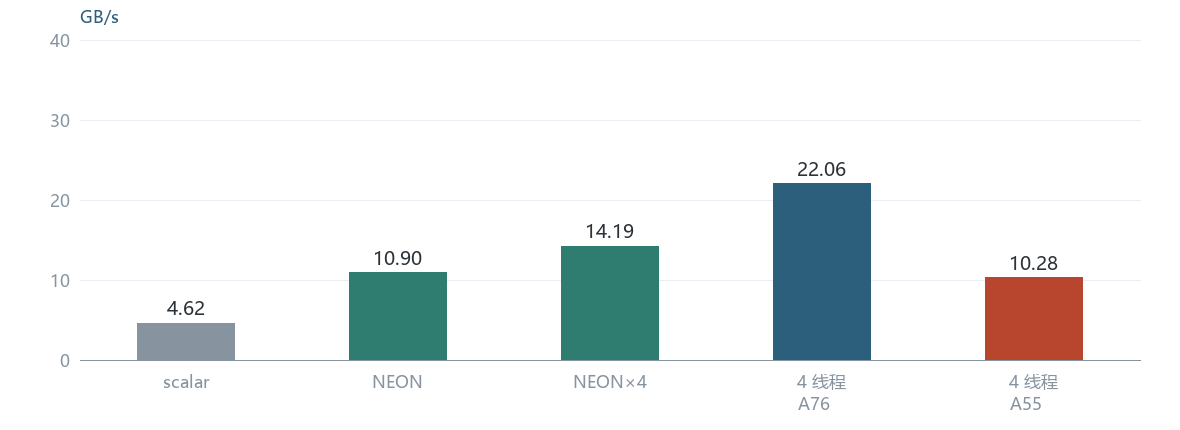 GB/s
40
30
20
10
0
4.62
10.90
14.19
22.06
10.28
scalar
NEON
NEON×4
4 线程
A76
4 线程
A55